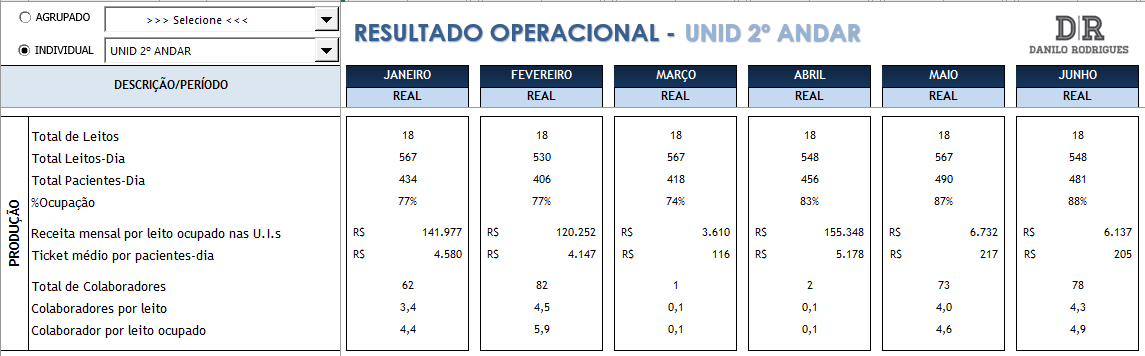 AGRUPADO >>> Selecione <<<
INDIVIDUAL UNID 2º ANDAR
RESULTADO OPERACIONAL - UNID 2º ANDAR
D|R
DANILO RODRIGUES
DESCRIÇÃO/PERÍODO JANEIRO FEVEREIRO MARÇO ABRIL MAIO JUNHO
REAL REAL REAL REAL REAL REAL
PRODUÇÃO
Total de Leitos 18 18 18 18 18 18
Total Leitos-Dia 567 530 567 548 567 548
Total Pacientes-Dia 434 406 418 456 490 481
%Ocupação 77% 77% 74% 83% 87% 88%
Receita mensal por leito ocupado nas U.I.s R$ 141.977 R$ 120.252 R$ 3.610 R$ 155.348 R$ 6.732 R$ 6.137
Ticket médio por pacientes-dia R$ 4.580 R$ 4.147 R$ 116 R$ 5.178 R$ 217 R$ 205
Total de Colaboradores 62 82 1 2 73 78
Colaboradores por leito 3,4 4,5 0,1 0,1 4,0 4,3
Colaborador por leito ocupado 4,4 5,9 0,1 0,1 4,6 4,9